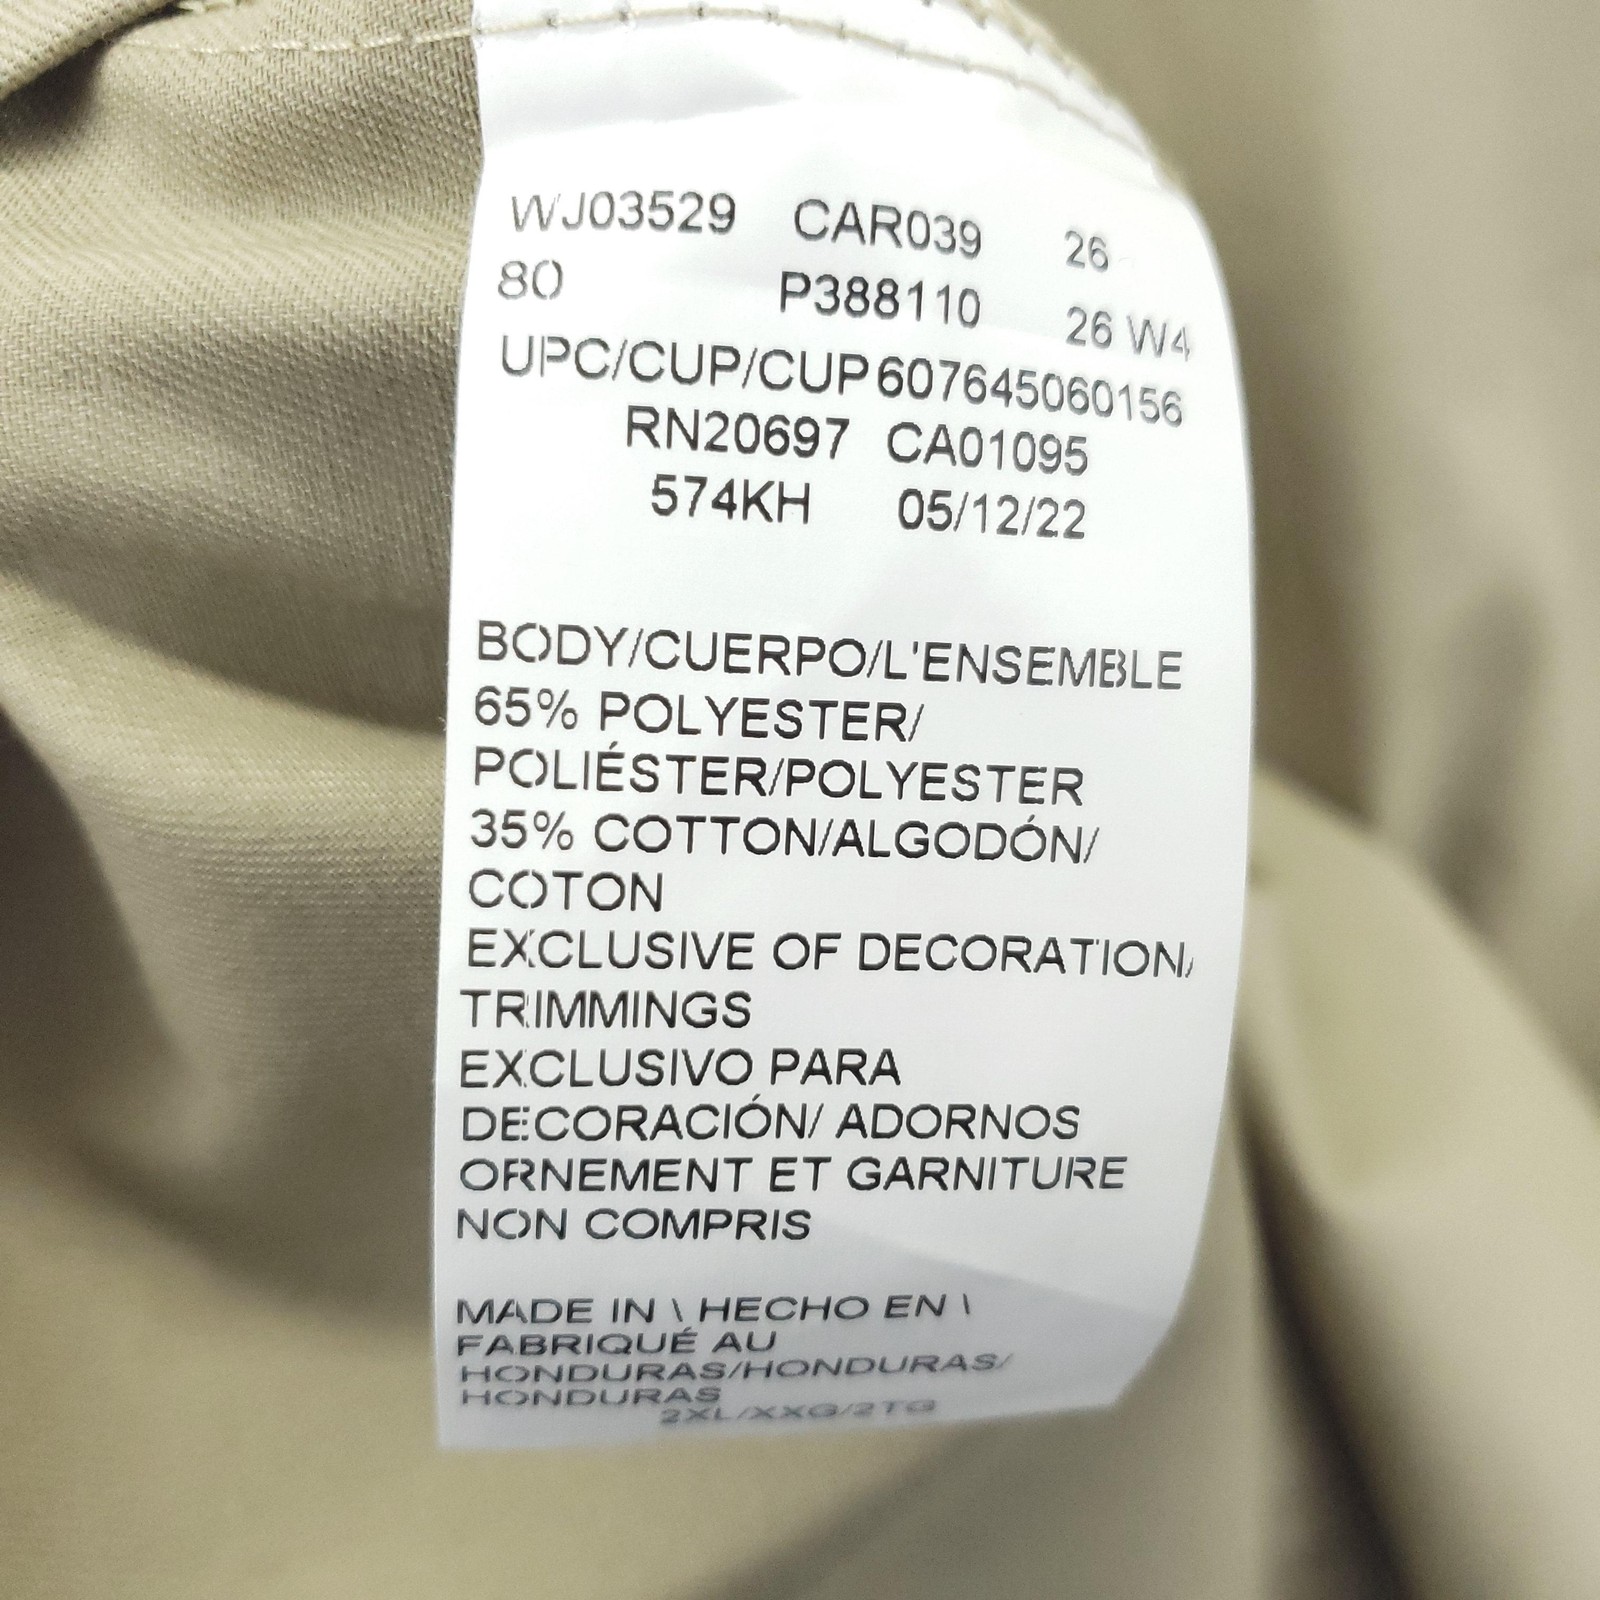 WJ03529 CAR039 26
80 P388110 26 W4
UPC/CUP/CUP 607645060156
RN20697 CA01095
574KH 05/12/22
BODY/CUERPO/L'ENSEMBLE
65% POLYESTER/
POLIÉSTER/POLYESTER
35% COTTON/ALGODÓN/
COTON
EXCLUSIVE OF DECORATION/
TRIMMINGS
EXCLUSIVO PARA
DECORACIÓN/ ADORNOS
ORNEMENT ET GARNITURE
NON COMPRIS
MADE IN \ HECHO EN \
FABRIQUÉ AU
HONDURAS/HONDURAS/
HONDURAS
2XL/XXG/2TG